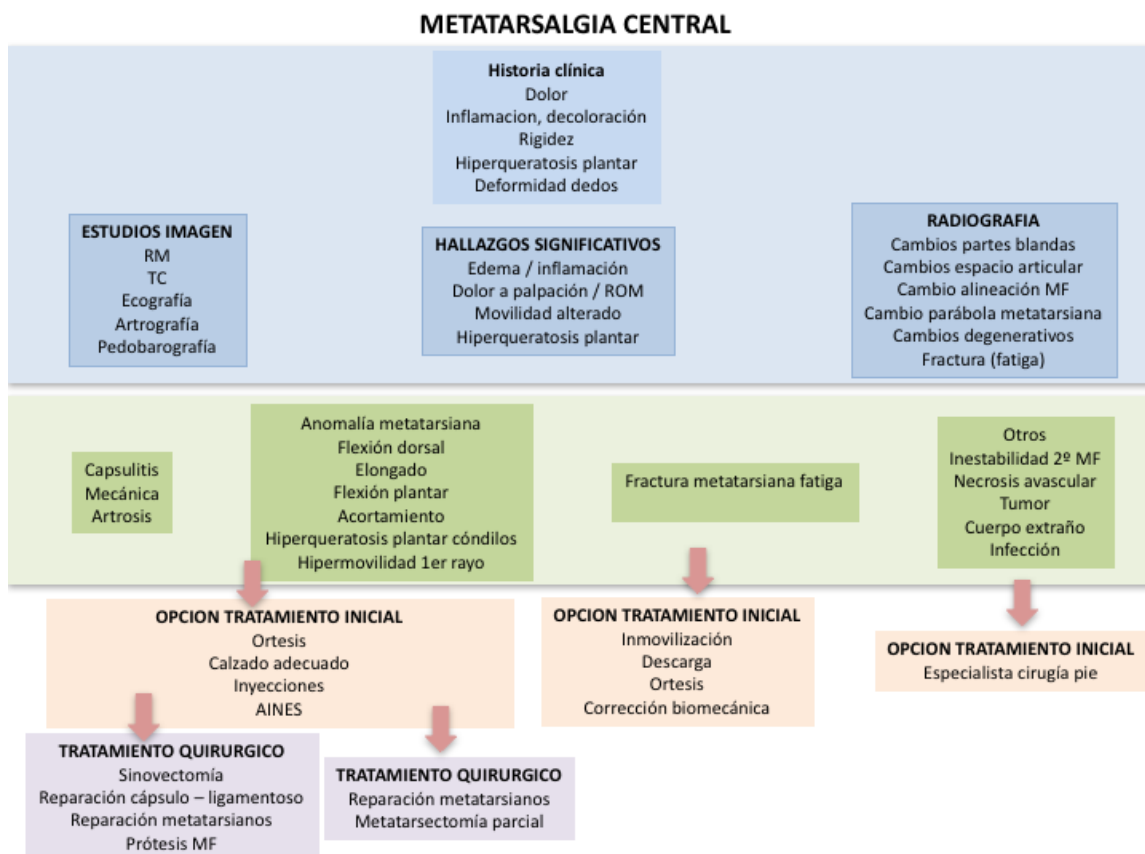 METATARSALGIA CENTRAL
Historia clínica
Dolor
Inflamacion, decoloración
Rigidez
Hiperqueratosis plantar
Deformidad dedos
ESTUDIOS IMAGEN
RM
TC
Ecografía
Artrografía
Pedobarografía
HALLAZGOS SIGNIFICATIVOS
Edema / inflamación
Dolor a palpación / ROM
Movilidad alterado
Hiperqueratosis plantar
RADIOGRAFIA
Cambios partes blandas
Cambios espacio articular
Cambio alineación MF
Cambio parábola metatarsiana
Cambios degenerativos
Fractura (fatiga)
Capsulitis
Mecánica
Artrosis
Anomalía metatarsiana
Flexión dorsal
Elongado
Flexión plantar
Acortamiento
Hiperqueratosis plantar cóndilos
Hipermovilidad 1er rayo
Fractura metatarsiana fatiga
Otros
Inestabilidad 2º MF
Necrosis avascular
Tumor
Cuerpo extraño
Infección
OPCION TRATAMIENTO INICIAL
Ortesis
Calzado adecuado
Inyecciones
AINES
OPCION TRATAMIENTO INICIAL
Inmovilización
Descarga
Ortesis
Corrección biomecánica
OPCION TRATAMIENTO INICIAL
Especialista cirugía pie
TRATAMIENTO QUIRURGICO
Sinovectomía
Reparación cápsulo – ligamentoso
Reparación metatarsianos
Prótesis MF
TRATAMIENTO QUIRURGICO
Reparación metatarsianos
Metatarsectomía parcial